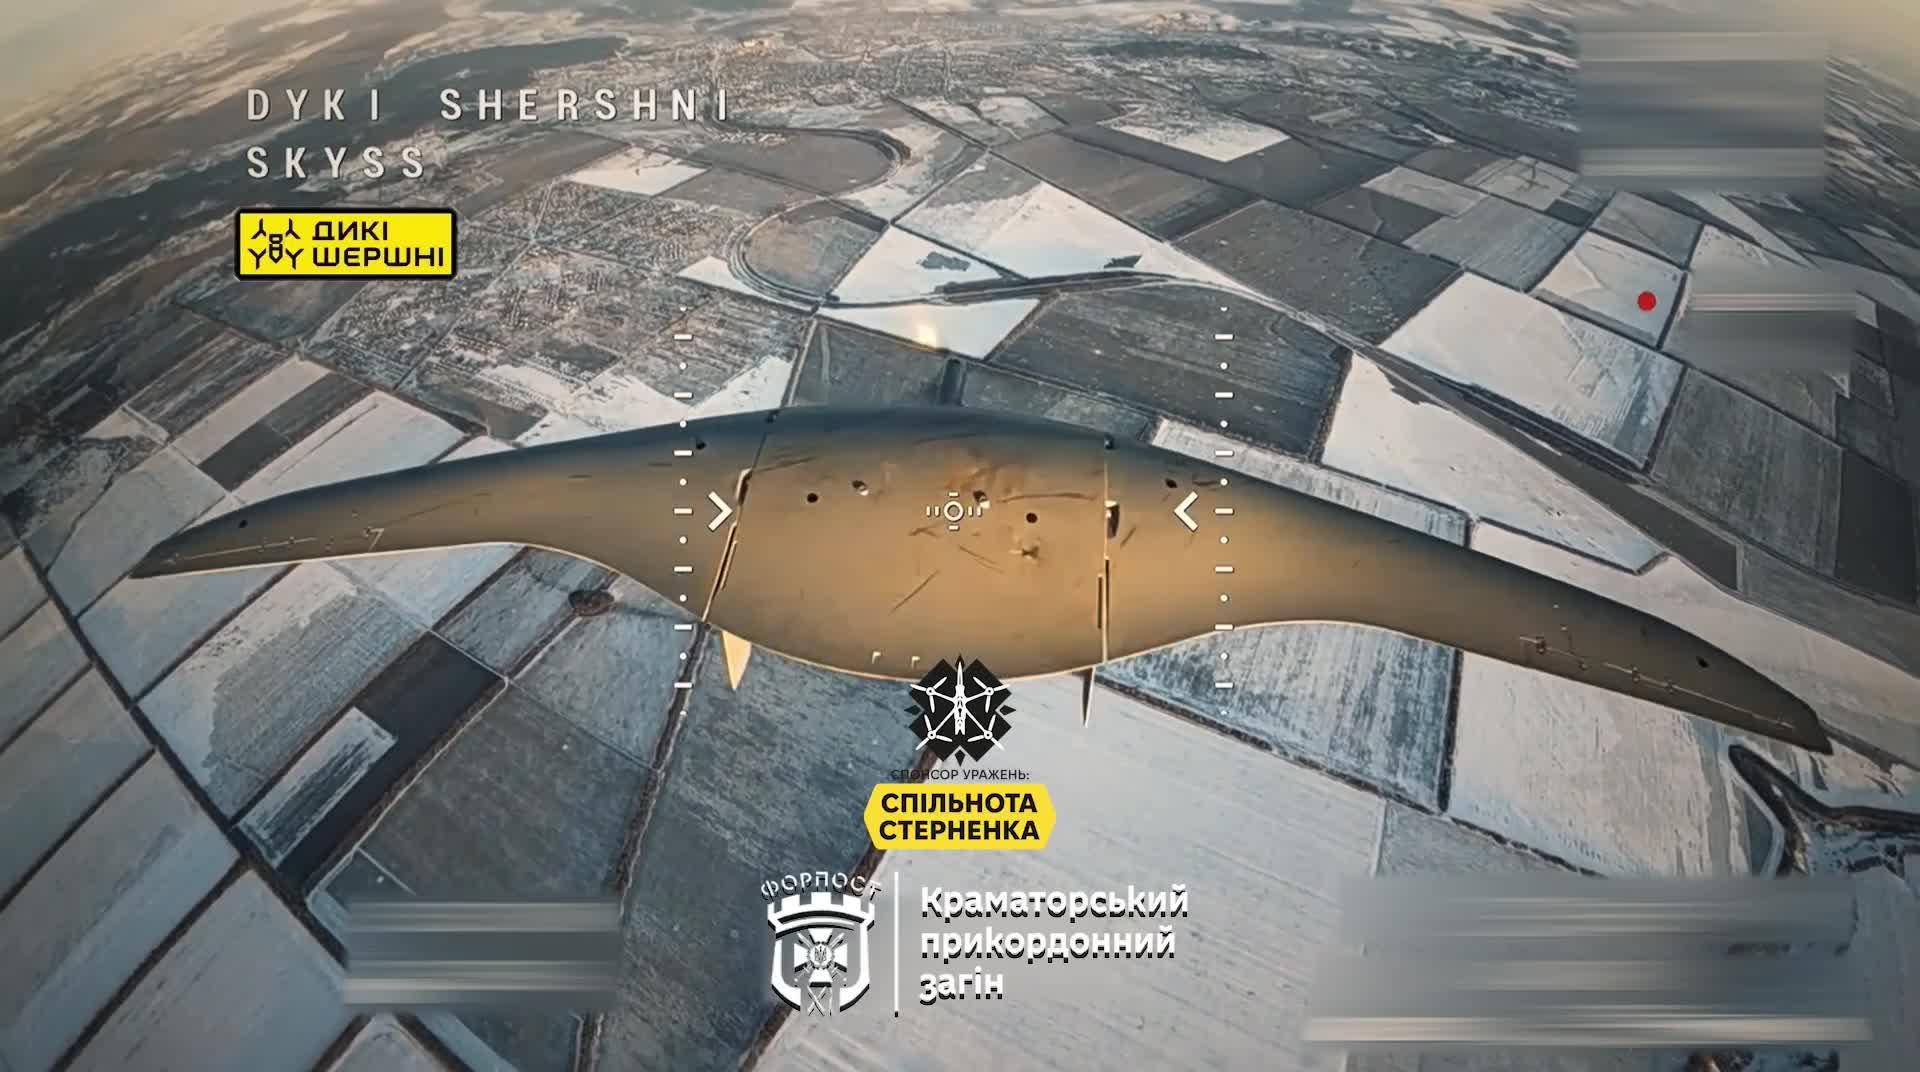 DYKI SHERSHNI
SKYSS
ДИКІ
ШЕРШНІ
СПОНСОР УРАЖЕНЬ:
СПІЛЬНОТА
СТЕРНЕНКА
ФОРПОСТ
Краматорський
прикордонний
загін